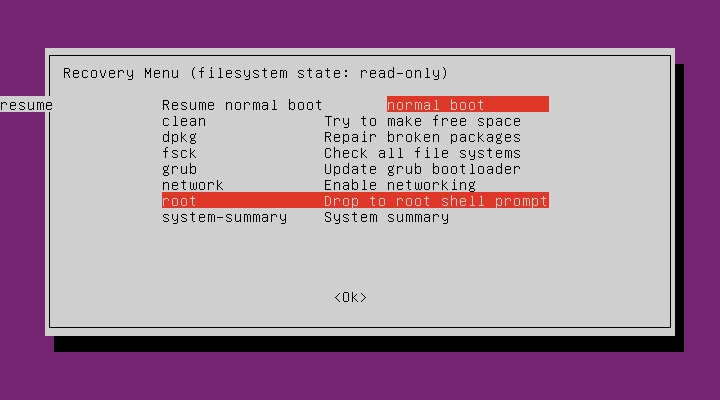 Recovery Menu (filesystem state: read-only)
resume Resume normal boot normal boot
clean Try to make free space
dpkg Repair broken packages
fsck Check all file systems
grub Update grub bootloader
network Enable networking
root Drop to root shell prompt
system-summary System summary
<Ok>